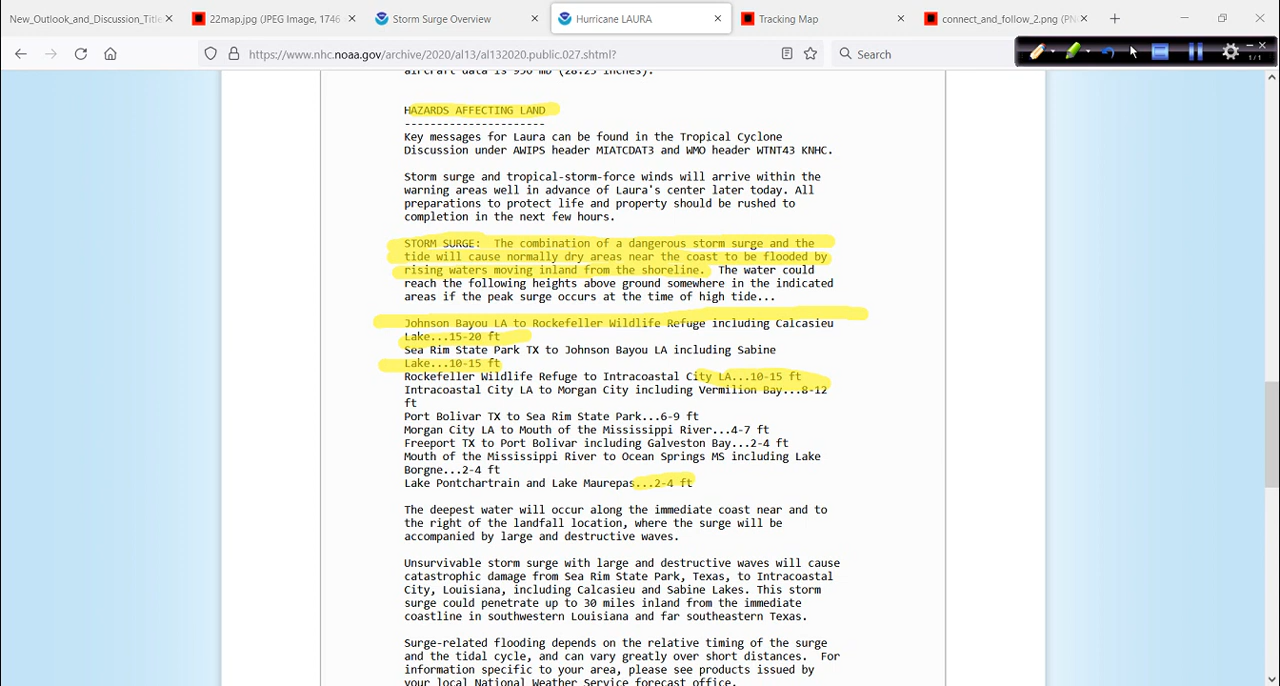 New_Outlook_and_Discussion_Title
22map.jpg (JPEG Image, 1746
Storm Surge Overview
Hurricane LAURA
Tracking Map
connect_and_follow_2.png (PN
https://www.nhc.noaa.gov/archive/2020/al13/al132020.public.027.shtml?
Search
1/1
aircraft data is 956 mb (28.23 inches).
HAZARDS AFFECTING LAND
----------------------
Key messages for Laura can be found in the Tropical Cyclone
Discussion under AWIPS header MIATCDAT3 and WMO header WTNT43 KNHC.
Storm surge and tropical-storm-force winds will arrive within the
warning areas well in advance of Laura's center later today. All
preparations to protect life and property should be rushed to
completion in the next few hours.
STORM SURGE: The combination of a dangerous storm surge and the
tide will cause normally dry areas near the coast to be flooded by
rising waters moving inland from the shoreline. The water could
reach the following heights above ground somewhere in the indicated
areas if the peak surge occurs at the time of high tide...
Johnson Bayou LA to Rockefeller Wildlife Refuge including Calcasieu
Lake...15-20 ft
Sea Rim State Park TX to Johnson Bayou LA including Sabine
Lake...10-15 ft
Rockefeller Wildlife Refuge to Intracoastal City LA...10-15 ft
Intracoastal City LA to Morgan City including Vermilion Bay...8-12
ft
Port Bolivar TX to Sea Rim State Park...6-9 ft
Morgan City LA to Mouth of the Mississippi River...4-7 ft
Freeport TX to Port Bolivar including Galveston Bay...2-4 ft
Mouth of the Mississippi River to Ocean Springs MS including Lake
Borgne...2-4 ft
Lake Pontchartrain and Lake Maurepas...2-4 ft
The deepest water will occur along the immediate coast near and to
the right of the landfall location, where the surge will be
accompanied by large and destructive waves.
Unsurvivable storm surge with large and destructive waves will cause
catastrophic damage from Sea Rim State Park, Texas, to Intracoastal
City, Louisiana, including Calcasieu and Sabine Lakes. This storm
surge could penetrate up to 30 miles inland from the immediate
coastline in southwestern Louisiana and far southeastern Texas.
Surge-related flooding depends on the relative timing of the surge
and the tidal cycle, and can vary greatly over short distances. For
information specific to your area, please see products issued by
your local National Weather Service forecast office.